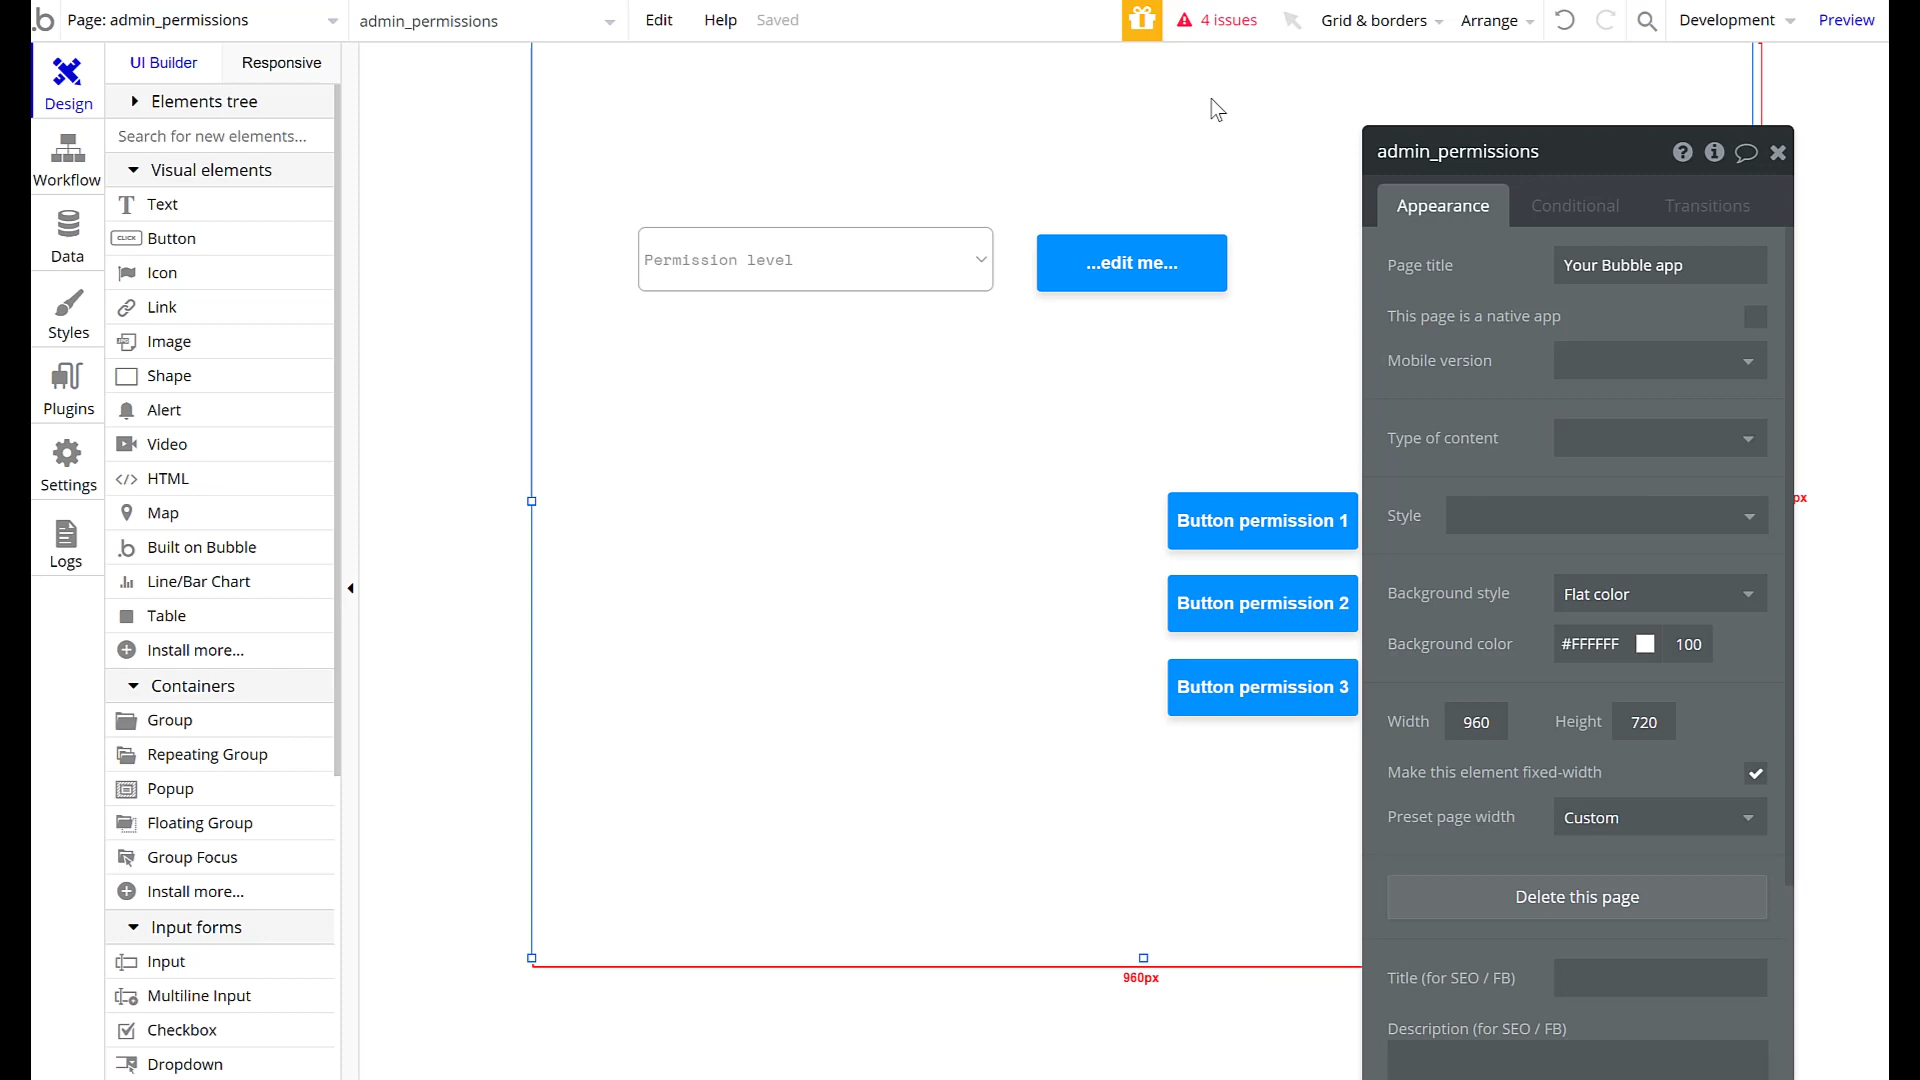 Page: admin_permissions
admin_permissions
Edit
Help
Saved
4 issues
Grid & borders
Arrange
Development
Preview
Design
Workflow
Data
Styles
Plugins
Settings
Logs
UI Builder
Responsive
Elements tree
Search for new elements...
Visual elements
Text
CLICK
Button
Icon
Link
Image
Shape
Alert
Video
HTML
Map
Built on Bubble
Line/Bar Chart
Table
Install more...
Containers
Group
Repeating Group
Popup
Floating Group
Group Focus
Install more...
Input forms
Input
Multiline Input
Checkbox
Dropdown
Permission level
...edit me...
Button permission 1
Button permission 2
Button permission 3
960px
px
admin_permissions
Appearance
Conditional
Transitions
Page title
Your Bubble app
This page is a native app
Mobile version
Type of content
Style
Background style
Flat color
Background color
#FFFFFF
100
Width
960
Height
720
Make this element fixed-width
Preset page width
Custom
Delete this page
Title (for SEO / FB)
Description (for SEO / FB)